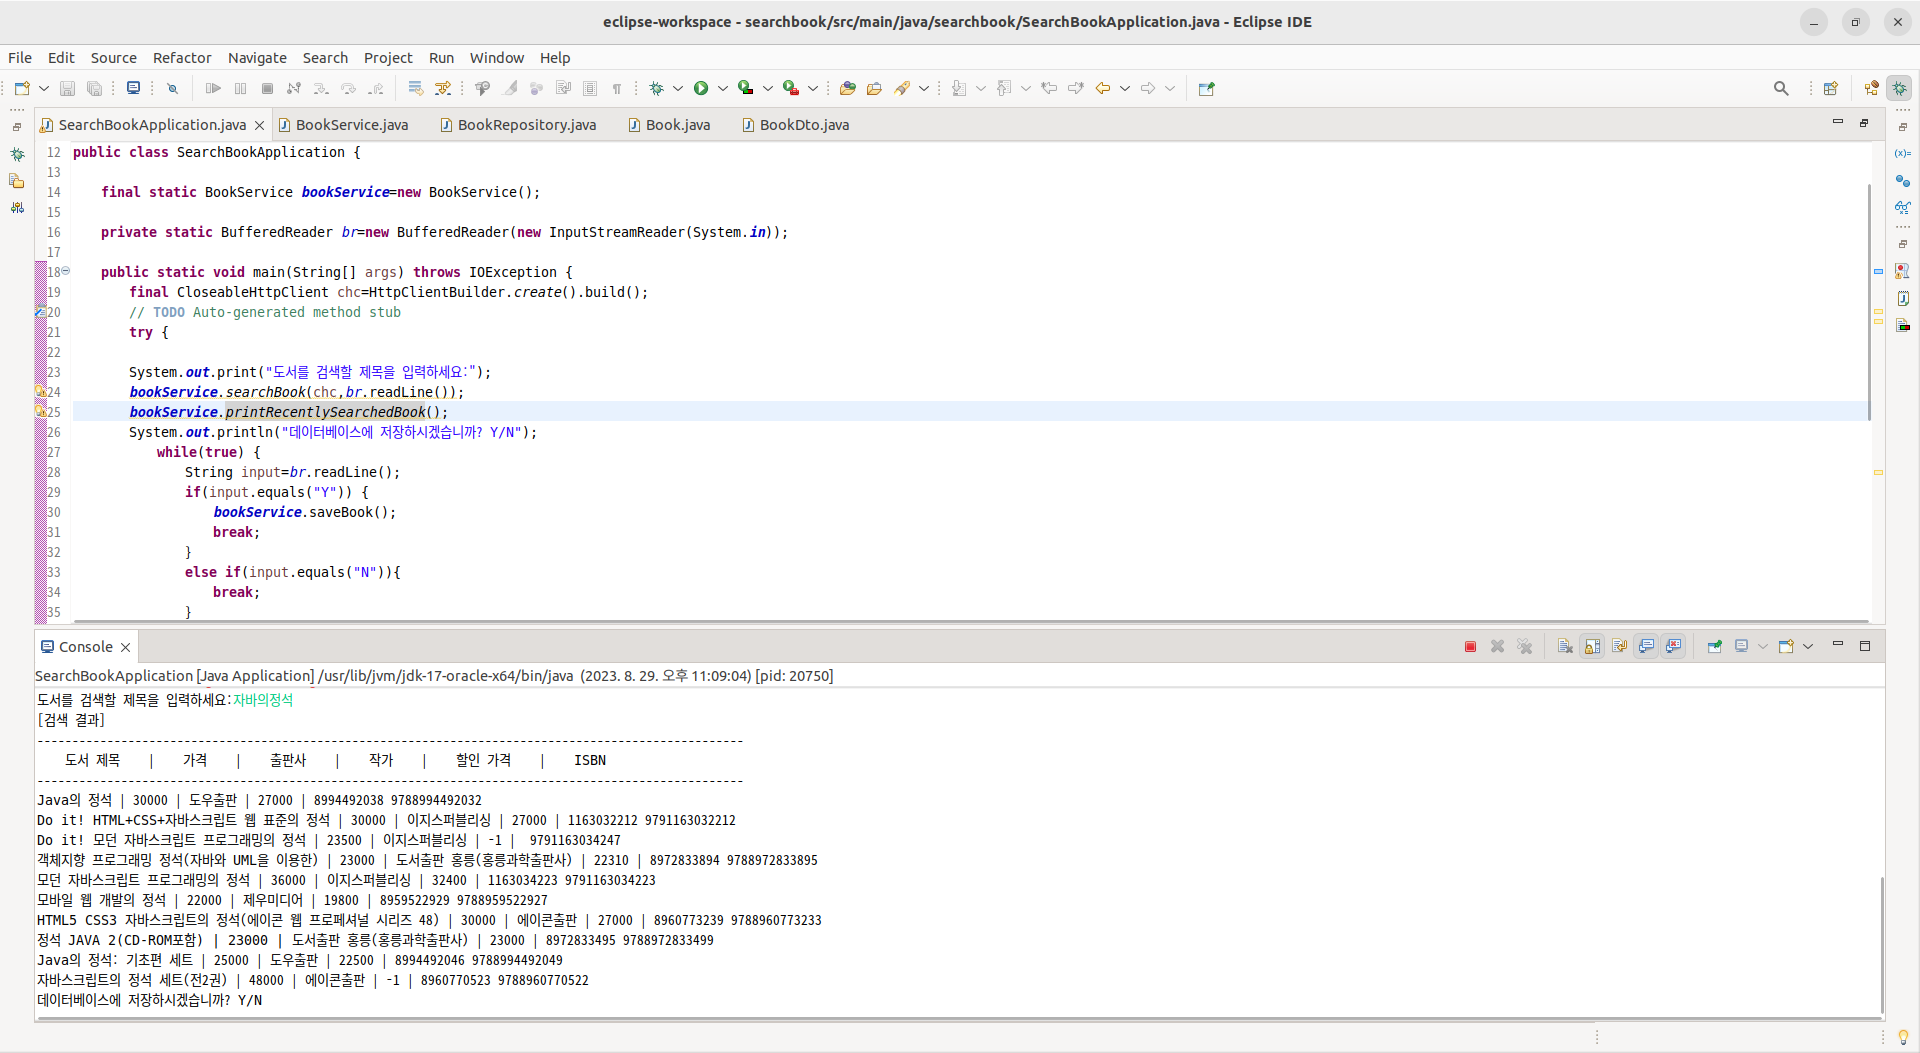 eclipse-workspace - searchbook/src/main/java/searchbook/SearchBookApplication.java - Eclipse IDE
File Edit Source Refactor Navigate Search Project Run Window Help
SearchBookApplication.java BookService.java BookRepository.java Book.java BookDto.java
12 public class SearchBookApplication {
13
14 final static BookService bookService=new BookService();
15
16 private static BufferedReader br=new BufferedReader(new InputStreamReader(System.in));
17
18 public static void main(String[] args) throws IOException {
19 final CloseableHttpClient chc=HttpClientBuilder.create().build();
20 // TODO Auto-generated method stub
21 try {
22
23 System.out.print("도서를 검색할 제목을 입력하세요:");
24 bookService.searchBook(chc,br.readLine());
25 bookService.printRecentlySearchedBook();
26 System.out.println("데이터베이스에 저장하시겠습니까? Y/N");
27 while(true) {
28 String input=br.readLine();
29 if(input.equals("Y")) {
30 bookService.saveBook();
31 break;
32 }
33 else if(input.equals("N")){
34 break;
35 }
Console
SearchBookApplication [Java Application] /usr/lib/jvm/jdk-17-oracle-x64/bin/java (2023. 8. 29. 오후 11:09:04) [pid: 20750]
도서를 검색할 제목을 입력하세요:자바의정석
[검색 결과]
-----------------------------------------------------------------------------------------
도서 제목 | 가격 | 출판사 | 작가 | 할인 가격 | ISBN
-----------------------------------------------------------------------------------------
Java의 정석 | 30000 | 도우출판 | 27000 | 8994492038 9788994492032
Do it! HTML+CSS+자바스크립트 웹 표준의 정석 | 30000 | 이지스퍼블리싱 | 27000 | 1163032212 9791163032212
Do it! 모던 자바스크립트 프로그래밍의 정석 | 23500 | 이지스퍼블리싱 | -1 | 9791163034247
객체지향 프로그래밍 정석(자바와 UML을 이용한) | 23000 | 도서출판 홍릉(홍릉과학출판사) | 22310 | 8972833894 9788972833895
모던 자바스크립트 프로그래밍의 정석 | 36000 | 이지스퍼블리싱 | 32400 | 1163034223 9791163034223
모바일 웹 개발의 정석 | 22000 | 제우미디어 | 19800 | 8959522929 9788959522927
HTML5 CSS3 자바스크립트의 정석(에이콘 웹 프로페셔널 시리즈 48) | 30000 | 에이콘출판 | 27000 | 8960773239 9788960773233
정석 JAVA 2(CD-ROM포함) | 23000 | 도서출판 홍릉(홍릉과학출판사) | 23000 | 8972833495 9788972833499
Java의 정석: 기초편 세트 | 25000 | 도우출판 | 22500 | 8994492046 9788994492049
자바스크립트의 정석 세트(전2권) | 48000 | 에이콘출판 | -1 | 8960770523 9788960770522
데이터베이스에 저장하시겠습니까? Y/N